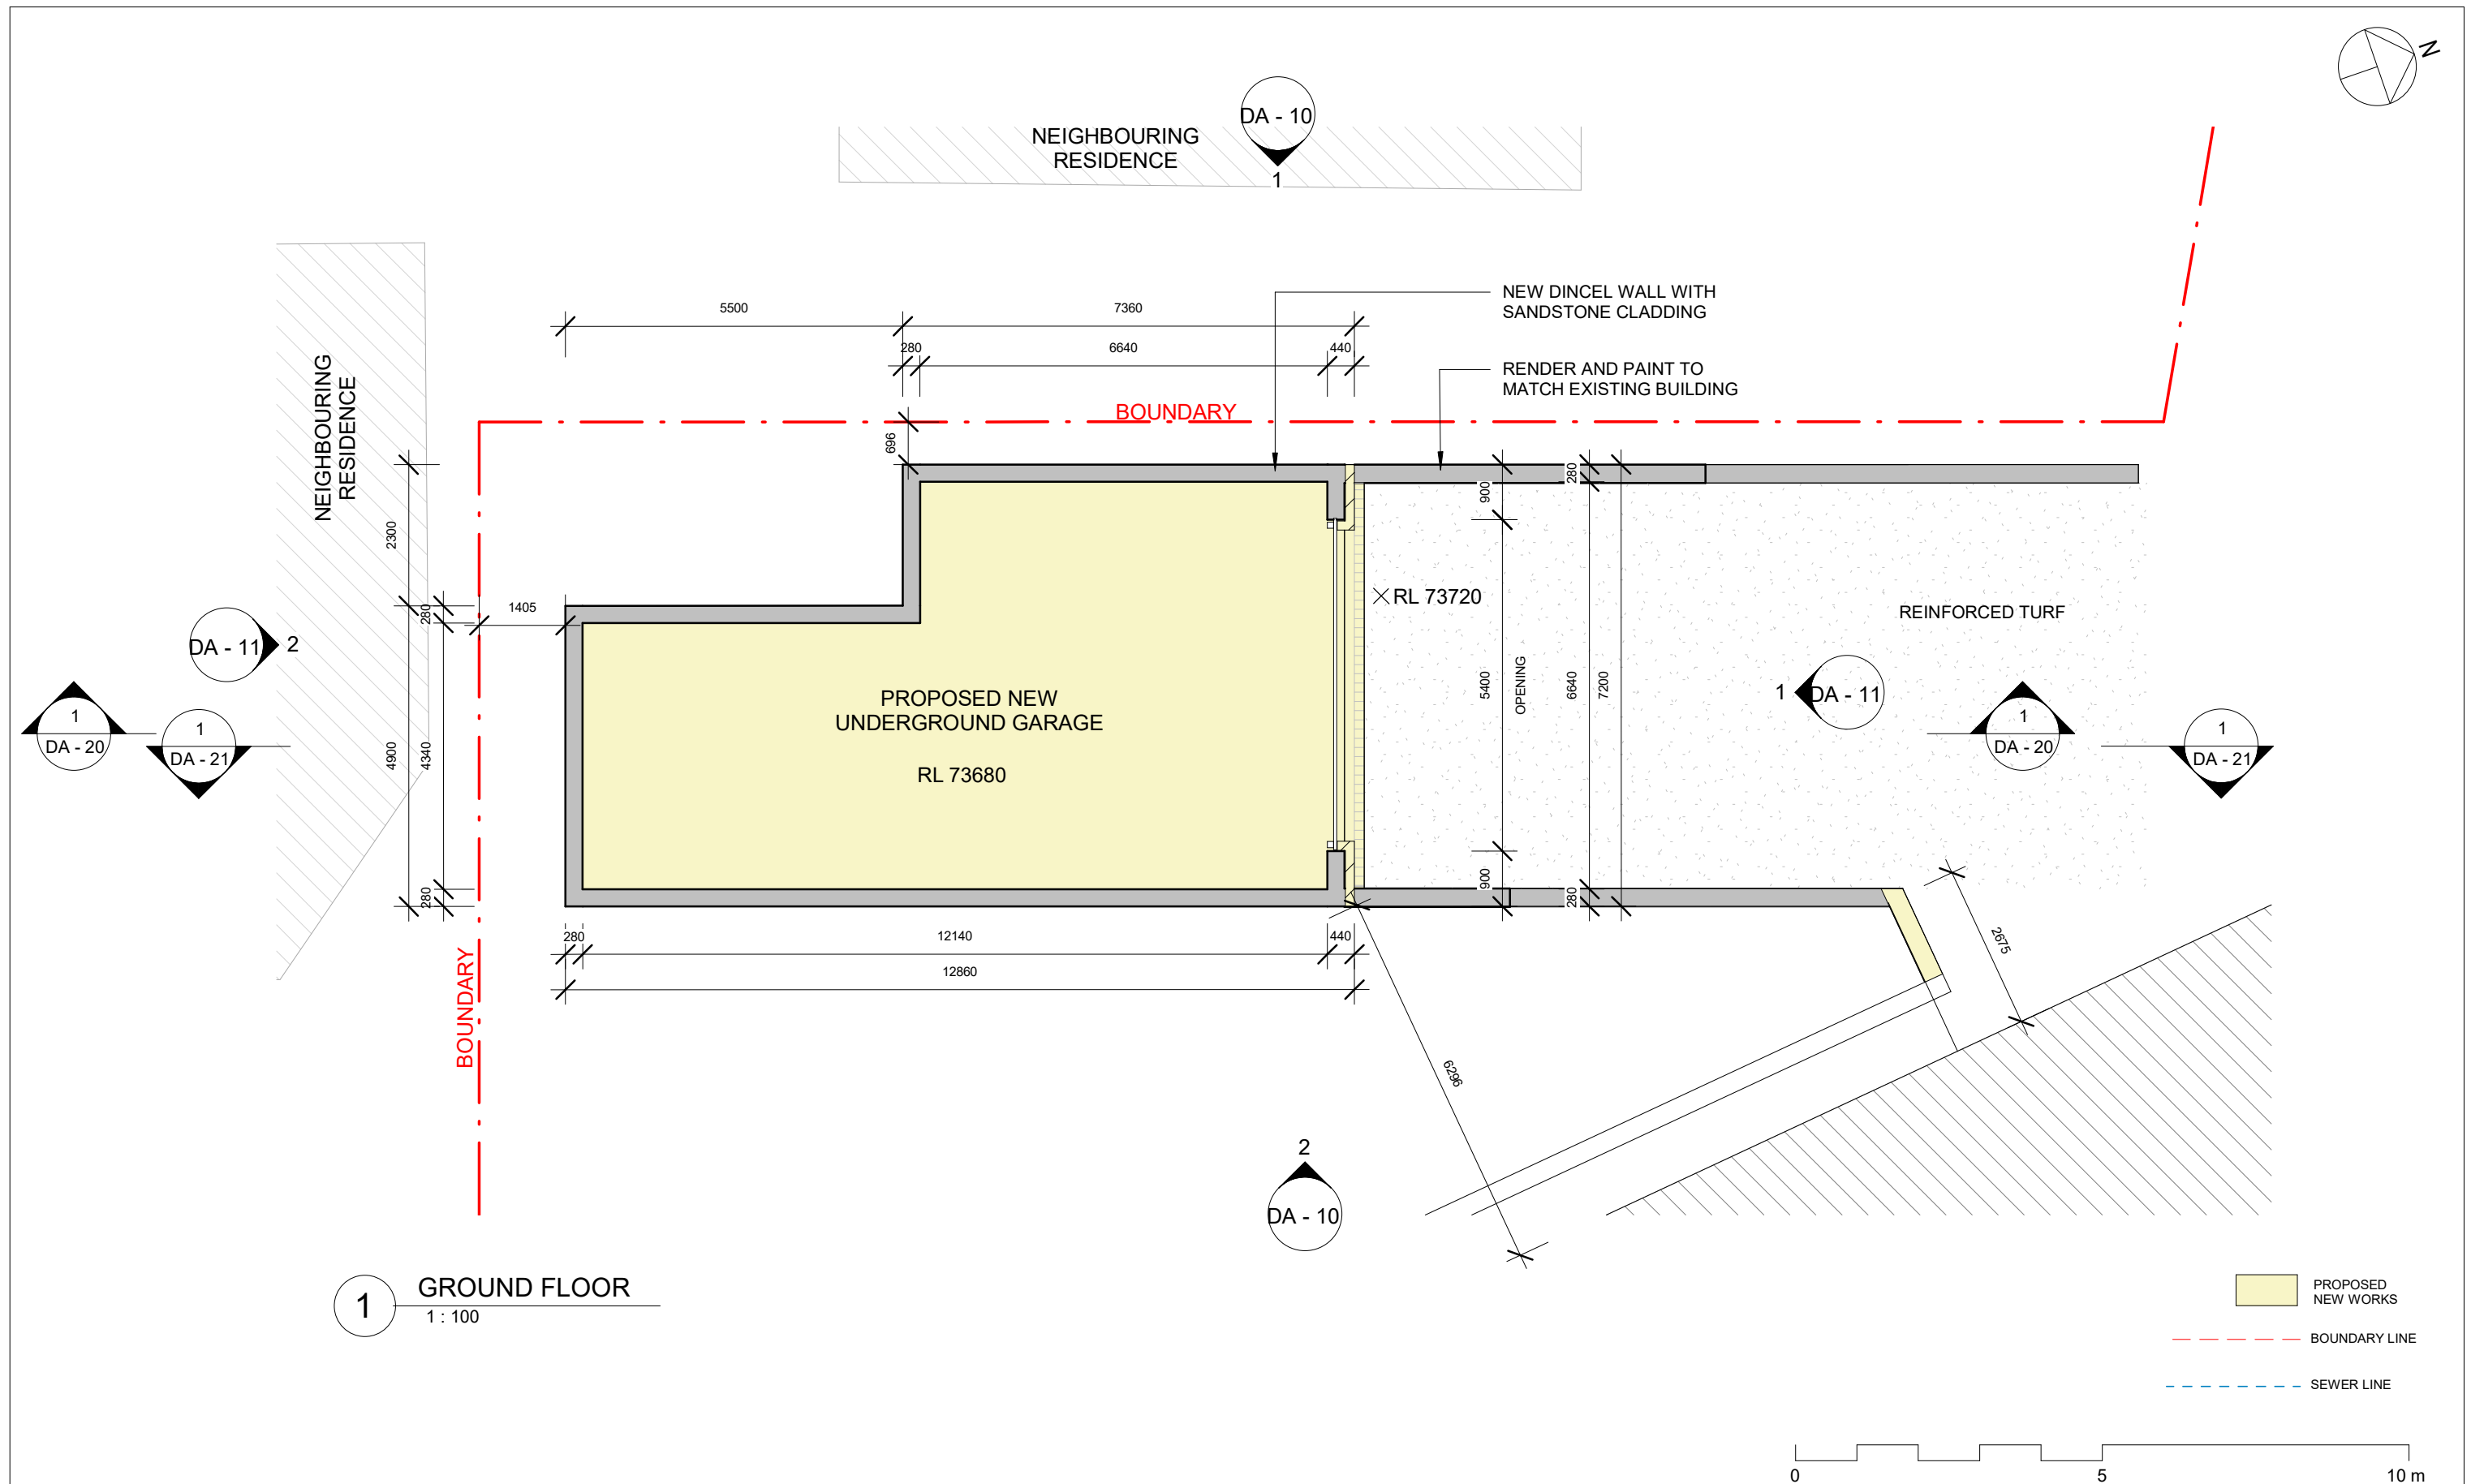 N
DA - 10
1
NEIGHBOURING
RESIDENCE
NEIGHBOURING
RESIDENCE
5500
7360
280
6640
440
NEW DINCEL WALL WITH
SANDSTONE CLADDING
RENDER AND PAINT TO
MATCH EXISTING BUILDING
BOUNDARY
696
2300
280
1405
4900
4340
280
900
280
5400
OPENING
6640
7200
900
280
RL 73720
REINFORCED TURF
DA - 11
2
1
DA - 20
1
DA - 21
PROPOSED NEW
UNDERGROUND GARAGE
RL 73680
1
DA - 11
1
DA - 20
1
DA - 21
280
12140
440
12860
2675
6296
BOUNDARY
2
DA - 10
1
GROUND FLOOR
1 : 100
PROPOSED
NEW WORKS
BOUNDARY LINE
SEWER LINE
0
5
10 m